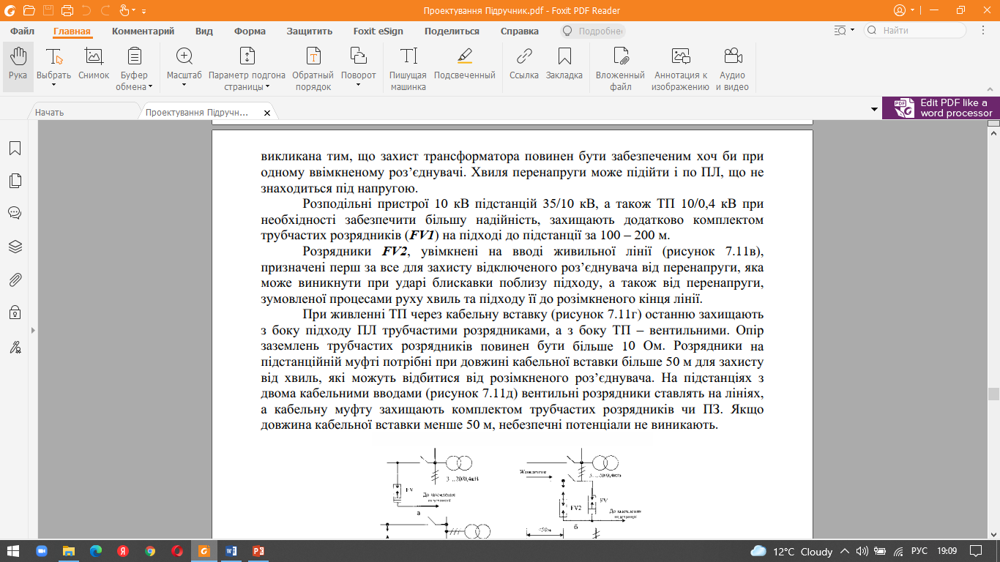 Проектування Підручник.pdf - Foxit PDF Reader
Файл Главная Комментарий Вид Форма Защитить Foxit eSign Поделиться Справка Подробнее Найти
Рука Выбрать Снимок Буфер обмена Масштаб Параметр подгона страницы Обратный порядок Поворот Пишущая машинка Подсвеченный Ссылка Закладка Вложенный файл Аннотация к изображению Аудио и видео
Начать Проектування Підручн...
Edit PDF like a
word processor
викликана тим, що захист трансформатора повинен бути забезпеченим хоч би при
одному ввімкненому роз’єднувачі. Хвиля перенапруги може підійти і по ПЛ, що не
знаходиться під напругою.
Розподільні пристрої 10 кВ підстанцій 35/10 кВ, а також ТП 10/0,4 кВ при
необхідності забезпечити більшу надійність, захищають додатково комплектом
трубчастих розрядників (FV1) на підході до підстанції за 100 – 200 м.
Розрядники FV2, увімкнені на вводі живильної лінії (рисунок 7.11в),
призначені перш за все для захисту відключеного роз’єднувача від перенапруги, яка
може виникнути при ударі блискавки поблизу підходу, а також від перенапруги,
зумовленої процесами руху хвиль та підходу її до розімкненого кінця лінії.
При живленні ТП через кабельну вставку (рисунок 7.11г) останню захищають
з боку підходу ПЛ трубчастими розрядниками, а з боку ТП – вентильними. Опір
заземлень трубчастих розрядників повинен бути більше 10 Ом. Розрядники на
підстанційній муфті потрібні при довжині кабельної вставки більше 50 м для захисту
від хвиль, які можуть відбитися від розімкненого роз’єднувача. На підстанціях з
двома кабельними вводами (рисунок 7.11д) вентильні розрядники ставлять на лініях,
а кабельну муфту захищають комплектом трубчастих розрядників чи ПЗ. Якщо
довжина кабельної вставки менше 50 м, небезпечні потенціали не виникають.
3...20/0,4кВ
FV
До заземлення
підстанції
а
Живлення
3...20/0,4кВ
FV2
FV
До заземлення
підстанції
б
<50м
12°C Cloudy РУС 19:09